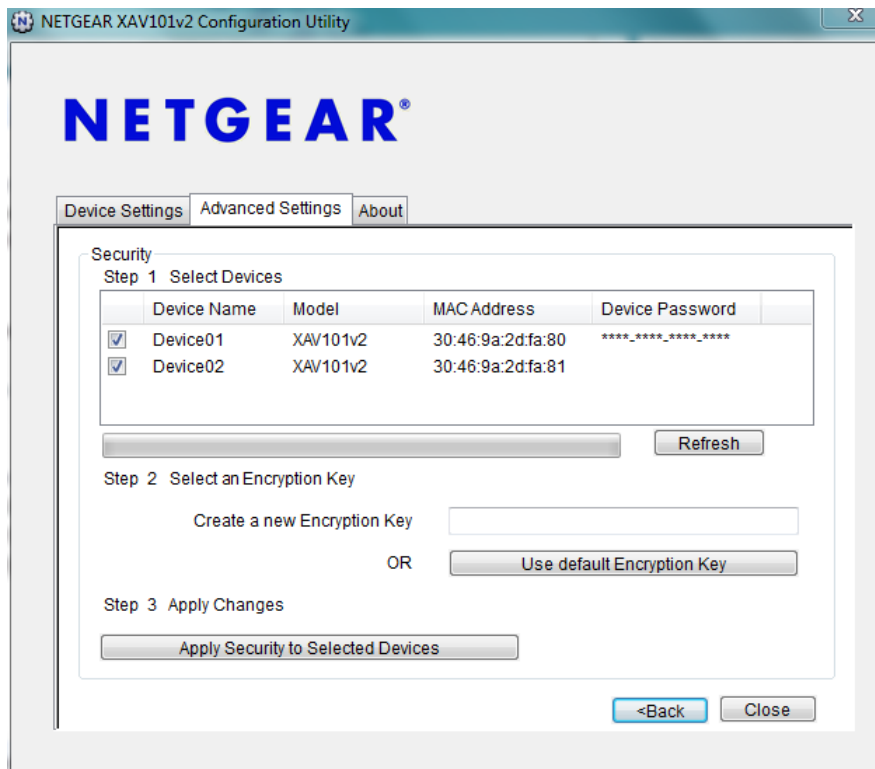 NETGEAR XAV101v2 Configuration Utility
NETGEAR®
Device Settings Advanced Settings About
Security
Step 1 Select Devices
Device Name Model MAC Address Device Password
Device01 XAV101v2 30:46:9a:2d:fa:80 ****-****-****-****
Device02 XAV101v2 30:46:9a:2d:fa:81
Refresh
Step 2 Select an Encryption Key
Create a new Encryption Key
OR Use default Encryption Key
Step 3 Apply Changes
Apply Security to Selected Devices
<Back Close